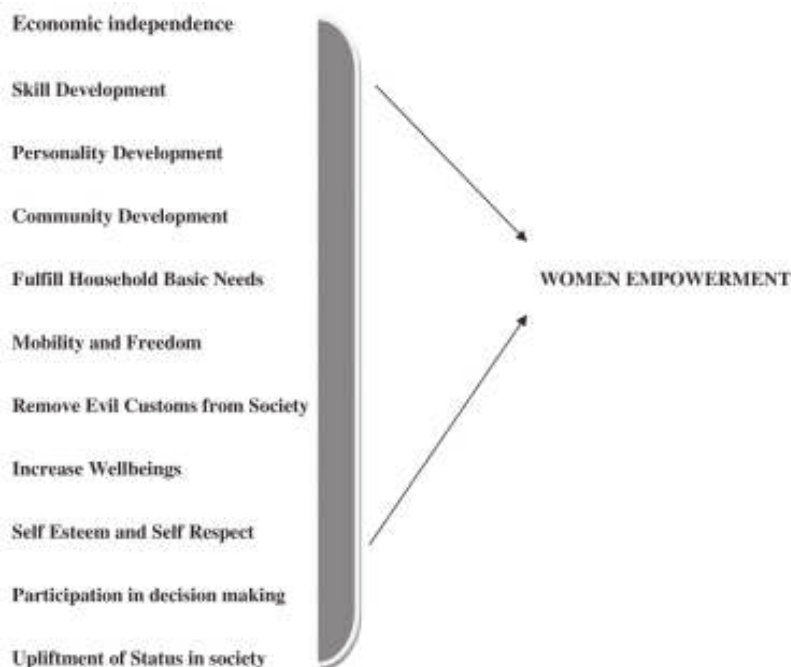 Economic independence
Skill Development
Personality Development
Community Development
Fulfill Household Basic Needs
WOMEN EMPOWERMENT
Mobility and Freedom
Remove Evil Customs from Society
Increase Wellbeings
Self Esteem and Self Respect
Participation in decision making
Upliftment of Status in society